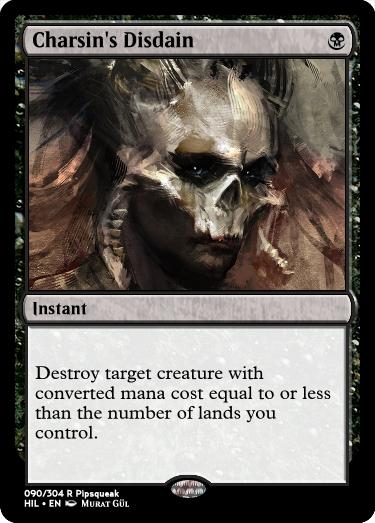 Charsin's Disdain
Instant
Destroy target creature with
converted mana cost equal to or less
than the number of lands you
control.
090/304 R Pipsqueak
HIL • EN Murat Gül